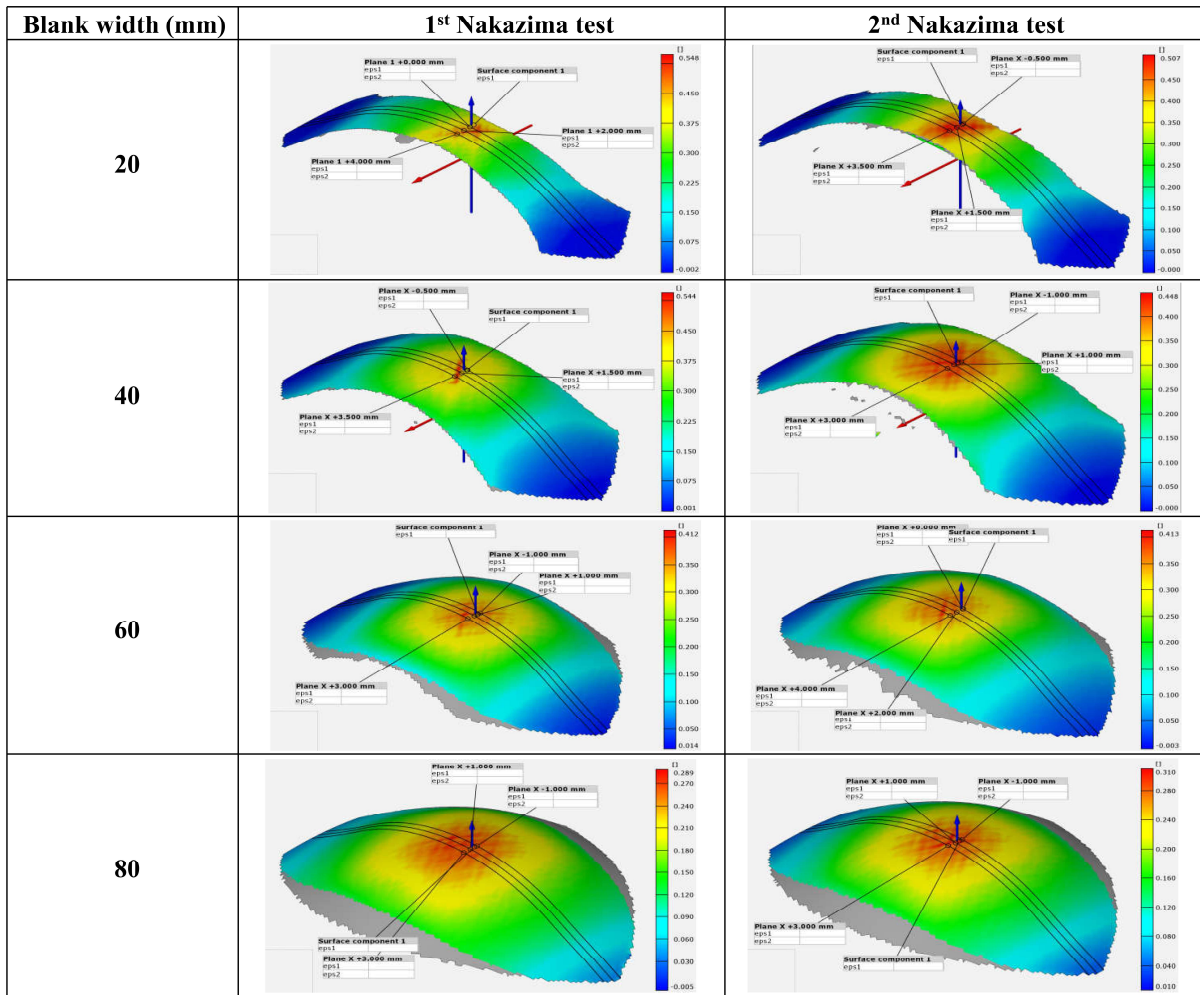 Blank width (mm)
1st Nakazima test
2nd Nakazima test
20
Plane 1 +0.000 mm
eps1
eps2
Surface component 1
eps1
Plane 1 +2.000 mm
eps1
eps2
Plane 1 +4.000 mm
eps1
eps2
[]
0.548
0.450
0.375
0.300
0.225
0.150
0.075
-0.002
Surface component 1
eps1
Plane X -0.500 mm
eps1
eps2
Plane X +3.500 mm
eps1
eps2
Plane X +1.500 mm
eps1
eps2
[]
0.507
0.450
0.400
0.350
0.300
0.250
0.200
0.150
0.100
0.050
-0.000
40
Plane X -0.500 mm
eps1
eps2
Surface component 1
eps1
Plane X +1.500 mm
eps1
eps2
Plane X +3.500 mm
eps1
eps2
[]
0.544
0.450
0.375
0.300
0.225
0.150
0.075
0.001
Surface component 1
eps1
Plane X -1.000 mm
eps1
eps2
Plane X +1.000 mm
eps1
eps2
Plane X +3.000 mm
eps1
eps2
[]
0.448
0.400
0.350
0.300
0.250
0.200
0.150
0.100
0.050
-0.000
60
Surface component 1
eps1
Plane X -1.000 mm
eps1
eps2
Plane X +1.000 mm
eps1
eps2
Plane X +3.000 mm
eps1
eps2
[]
0.412
0.350
0.300
0.250
0.200
0.150
0.100
0.050
0.014
Plane X +0.000 mm
eps1
eps2
Surface component 1
eps1
Plane X +4.000 mm
eps1
eps2
Plane X +2.000 mm
eps1
eps2
[]
0.413
0.350
0.300
0.250
0.200
0.150
0.100
0.050
-0.003
80
Plane X +1.000 mm
eps1
eps2
Plane X -1.000 mm
eps1
eps2
Surface component 1
eps1
Plane X +3.000 mm
eps1
eps2
[]
0.289
0.270
0.240
0.210
0.180
0.150
0.120
0.090
0.060
0.030
-0.005
Plane X +1.000 mm
eps1
eps2
Plane X -1.000 mm
eps1
eps2
Plane X +3.000 mm
eps1
eps2
Surface component 1
eps1
[]
0.310
0.280
0.240
0.200
0.160
0.120
0.080
0.040
0.010